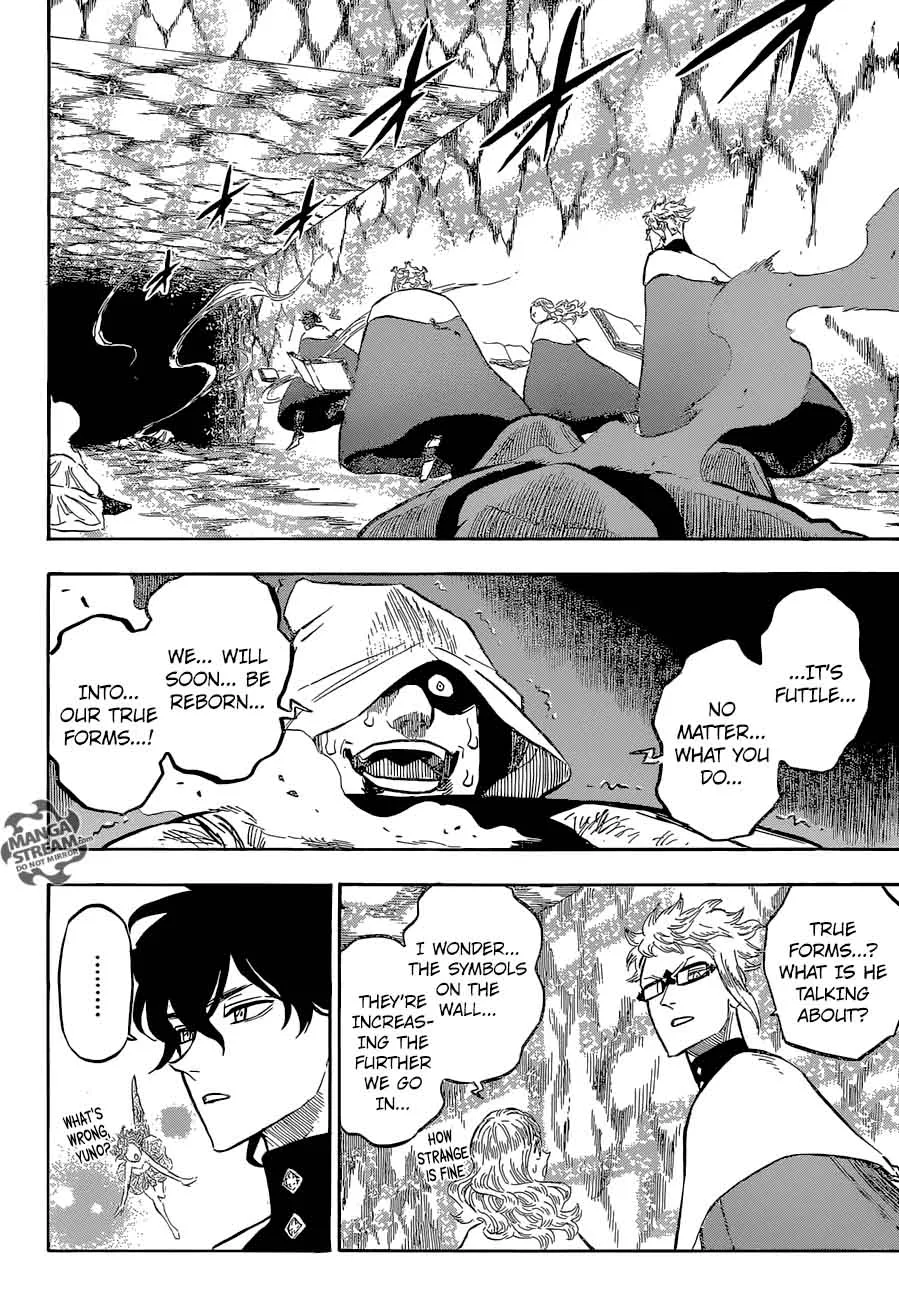 ...IT'S
FUTILE...
NO
MATTER...
WHAT YOU
DO...
WE... WILL
SOON... BE
REBORN...
INTO...
OUR TRUE
FORMS...!
MANGA
STREAM.com
DO NOT MIRROR
TRUE
FORMS...?
WHAT IS HE
TALKING
ABOUT?
I WONDER...
THE SYMBOLS
ON THE
WALL...
THEY'RE
INCREAS-
ING THE
FURTHER
WE GO
IN...
HOW
STRANGE
IS FINE
.........
WHAT'S
WRONG,
YUNO?